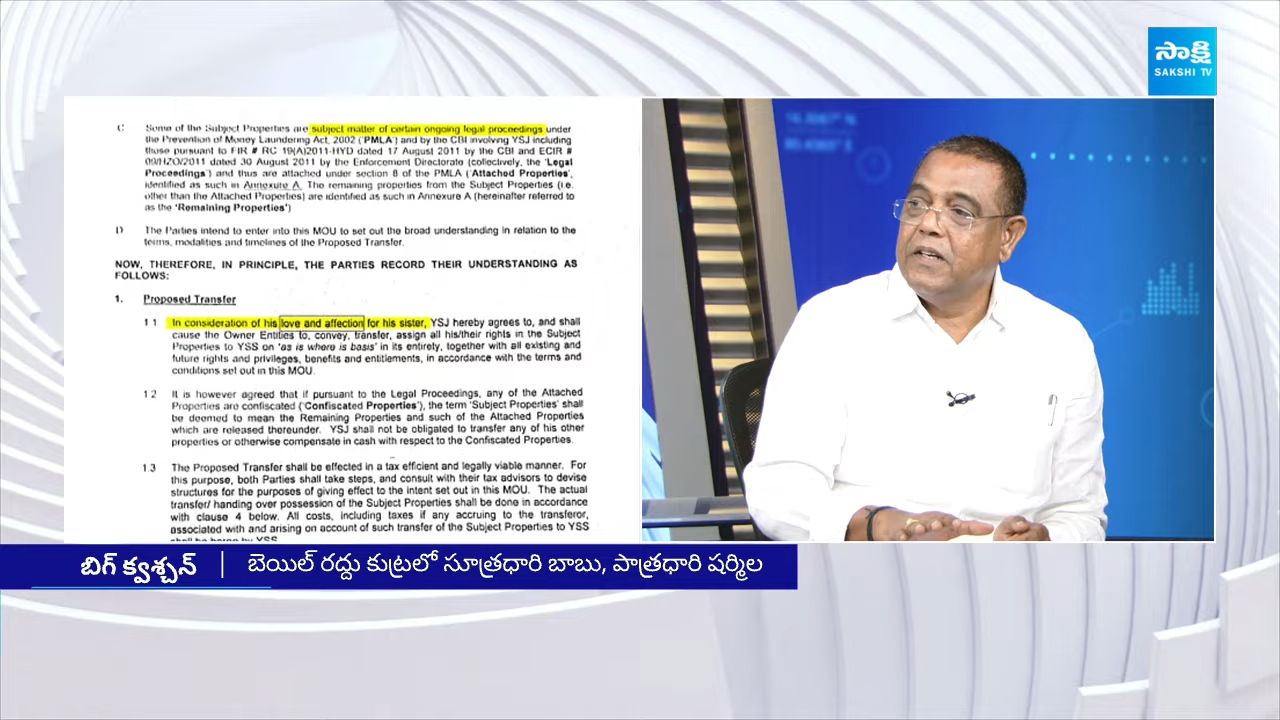 సాక్షి
SAKSHI TV
C Some of the Subject Properties are subject matter of certain ongoing legal proceedings under
the Prevention of Money Laundering Act, 2002 ('PMLA') and by the CBI involving YSJ including
those pursuant to FIR # RC 19(A)2011-HYD dated 17 August 2011 by the CBI and ECIR #
09/HZO/2011 dated 30 August 2011 by the Enforcement Directorate (collectively, the 'Legal
Proceedings') and thus are attached under section 8 of the PMLA ('Attached Properties',
identified as such in Annexure A. The remaining properties from the Subject Properties (i.e.
other than the Attached Properties) are identified as such in Annexure A (hereinafter referred to
as the 'Remaining Properties')
D The Parties intend to enter into this MOU to set out the broad understanding in relation to the
terms, modalities and timelines of the Proposed Transfer.
NOW, THEREFORE, IN PRINCIPLE, THE PARTIES RECORD THEIR UNDERSTANDING AS
FOLLOWS:
1. Proposed Transfer
1.1 In consideration of his love and affection for his sister, YSJ hereby agrees to, and shall
cause the Owner Entities to, convey, transfer, assign all his/their rights in the Subject
Properties to YSS on 'as is where is basis' in its entirety, together with all existing and
future rights and privileges, benefits and entitlements, in accordance with the terms and
conditions set out in this MOU.
1.2 It is however agreed that if pursuant to the Legal Proceedings, any of the Attached
Properties are confiscated ('Confiscated Properties'), the term 'Subject Properties' shall
be deemed to mean the Remaining Properties and such of the Attached Properties
which are released thereunder. YSJ shall not be obligated to transfer any of his other
properties or otherwise compensate in cash with respect to the Confiscated Properties.
1.3 The Proposed Transfer shall be effected in a tax efficient and legally viable manner. For
this purpose, both Parties shall take steps, and consult with their tax advisors to devise
structures for the purposes of giving effect to the intent set out in this MOU. The actual
transfer/ handing over possession of the Subject Properties shall be done in accordance
with clause 4 below. All costs, including taxes if any accruing to the transferor,
associated with and arising on account of such transfer of the Subject Properties to YSS
shall be borne by YSS
బిగ్ క్వశ్చన్ | బెయిల్ రద్దు కుట్రలో సూత్రధారి బాబు, పాత్రధారి షర్మిల